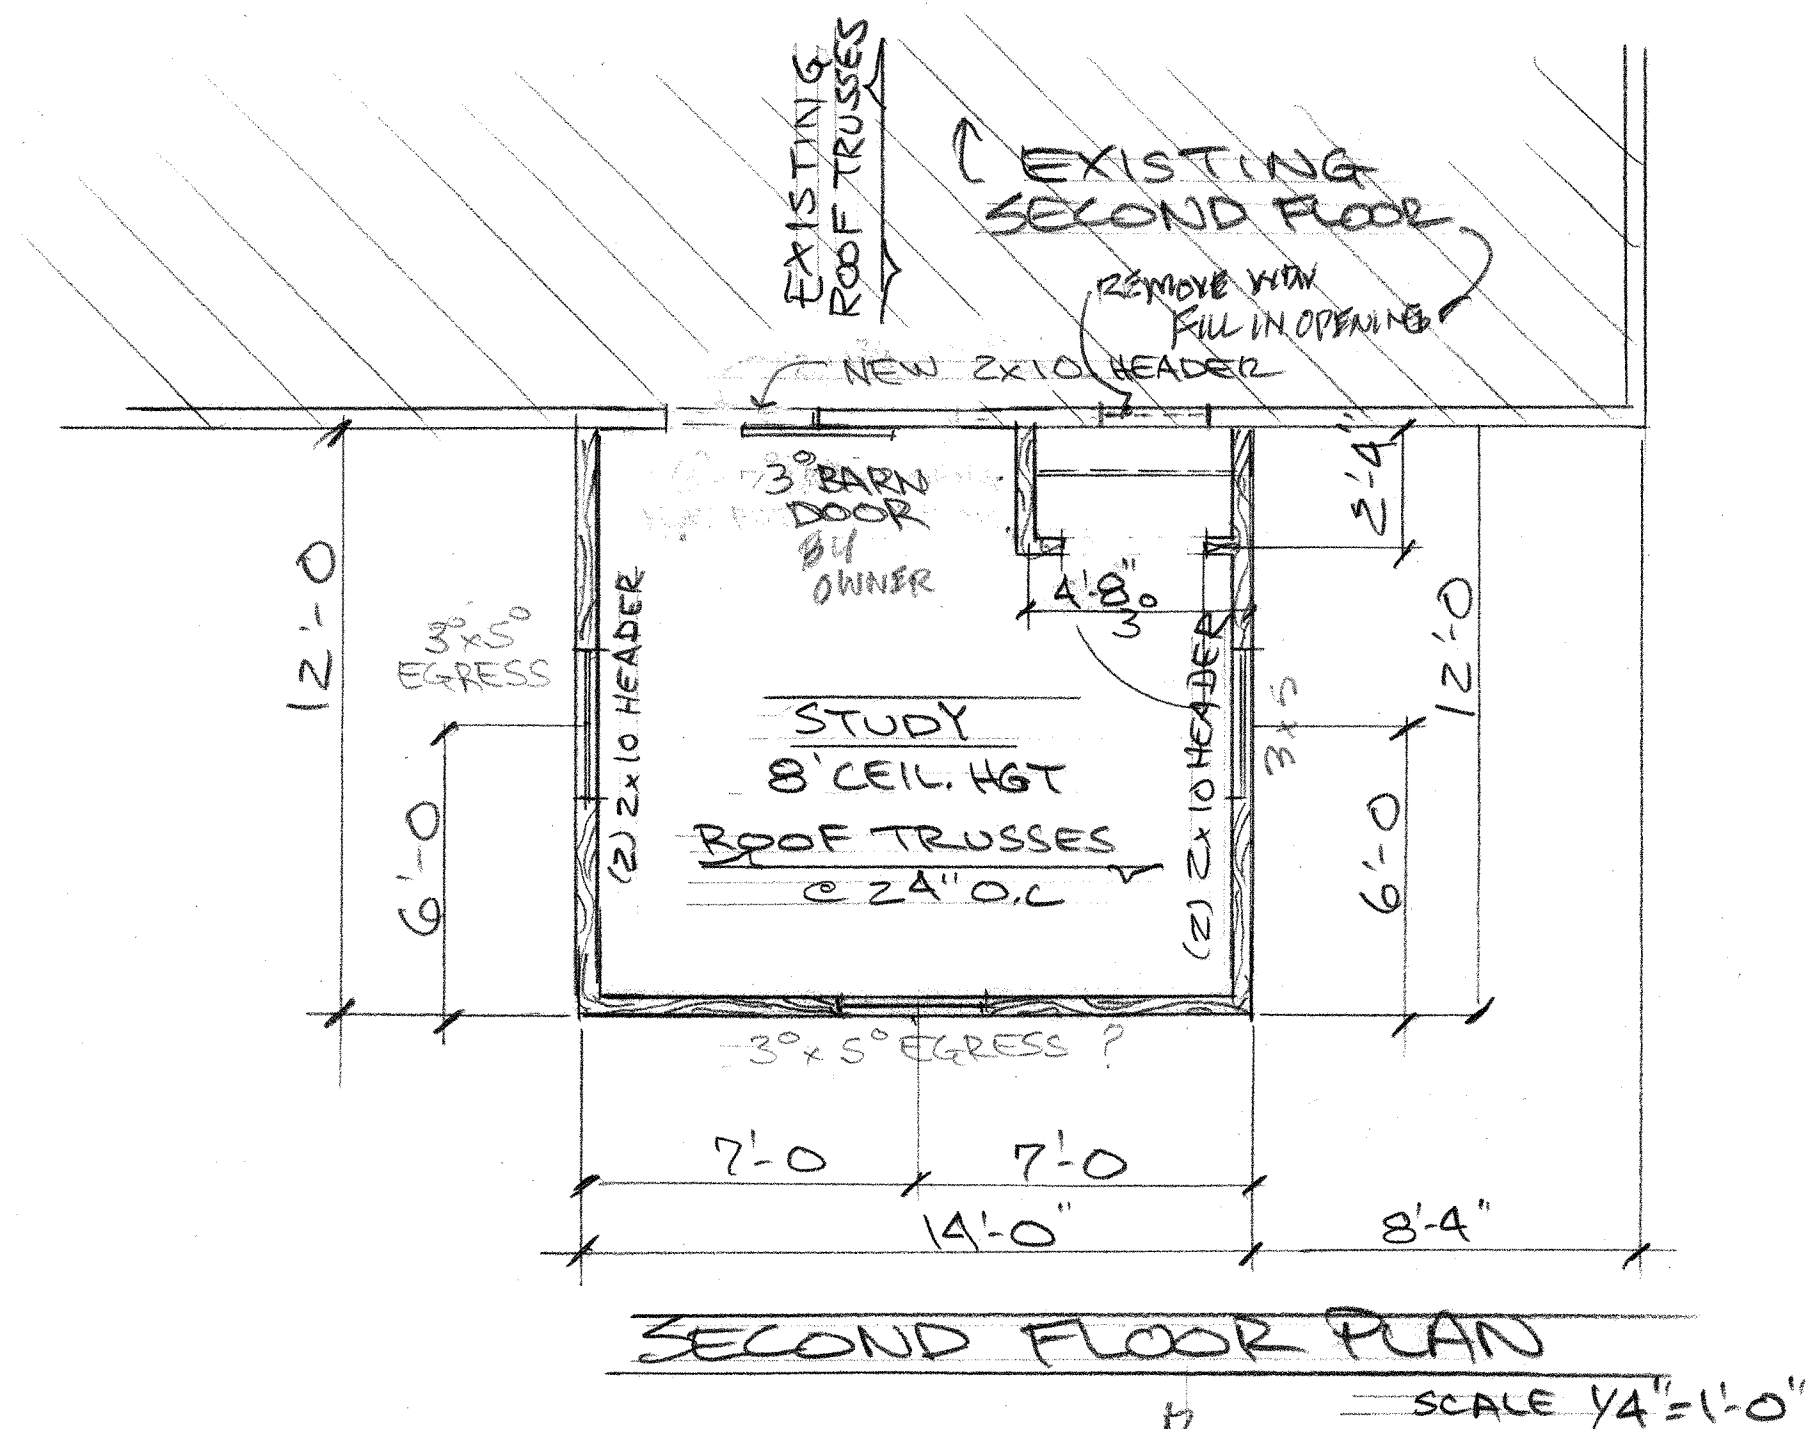 EXISTING
ROOF TRUSSES
EXISTING
SECOND FLOOR
REMOVE WDW
FILL IN OPENING
NEW 2x10 HEADER
3° BARN
DOOR
BY
OWNER
2'-4"
4'-8"
3°
12'-0
3°x5°
EGRESS
(2) 2x10 HEADER
STUDY
8' CEIL. HGT
ROOF TRUSSES
@ 24" O.C
(2) 2x10 HEADER
3x5
12'-0
6'-0
6'-0
3°x5° EGRESS ?
7'-0
7'-0
14'-0"
8'-4"
SECOND FLOOR PLAN
SCALE 1/4"=1'-0"